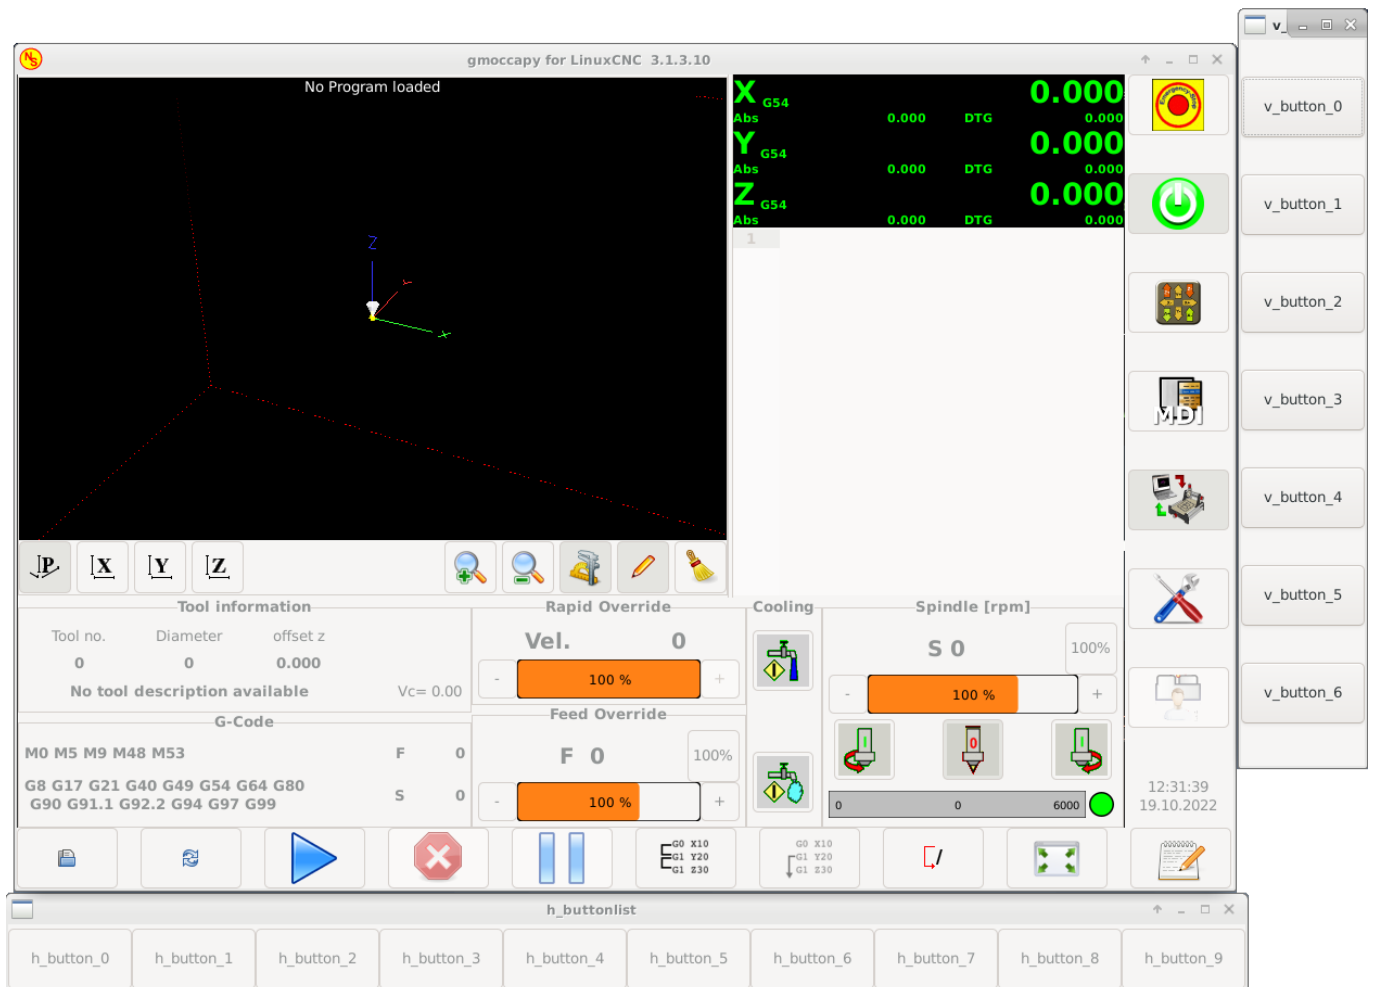 gmoccapy for LinuxCNC 3.1.3.10
v_
No Program loaded
X G54 0.000
Abs 0.000 DTG 0.000
Y G54 0.000
Abs 0.000 DTG 0.000
Z G54 0.000
Abs 0.000 DTG 0.000
1
Z
Y
X
Emergency-Stop
MDI
v_button_0
v_button_1
v_button_2
v_button_3
v_button_4
v_button_5
v_button_6
P X Y Z
Tool information
Tool no. Diameter offset z
0 0 0.000
No tool description available Vc= 0.00
G-Code
M0 M5 M9 M48 M53 F 0
G8 G17 G21 G40 G49 G54 G64 G80
G90 G91.1 G92.2 G94 G97 G99
S 0
Rapid Override
Vel. 0
- 100 % +
Feed Override
F 0 100%
- 100 % +
Cooling
Spindle [rpm]
S 0 100%
- 100 % +
I 0 I
0 0 6000
12:31:39
19.10.2022
G0 X10
G1 Y20
G1 Z30
G0 X10
G1 Y20
G1 Z30
/
h_buttonlist
h_button_0 h_button_1 h_button_2 h_button_3 h_button_4 h_button_5 h_button_6 h_button_7 h_button_8 h_button_9